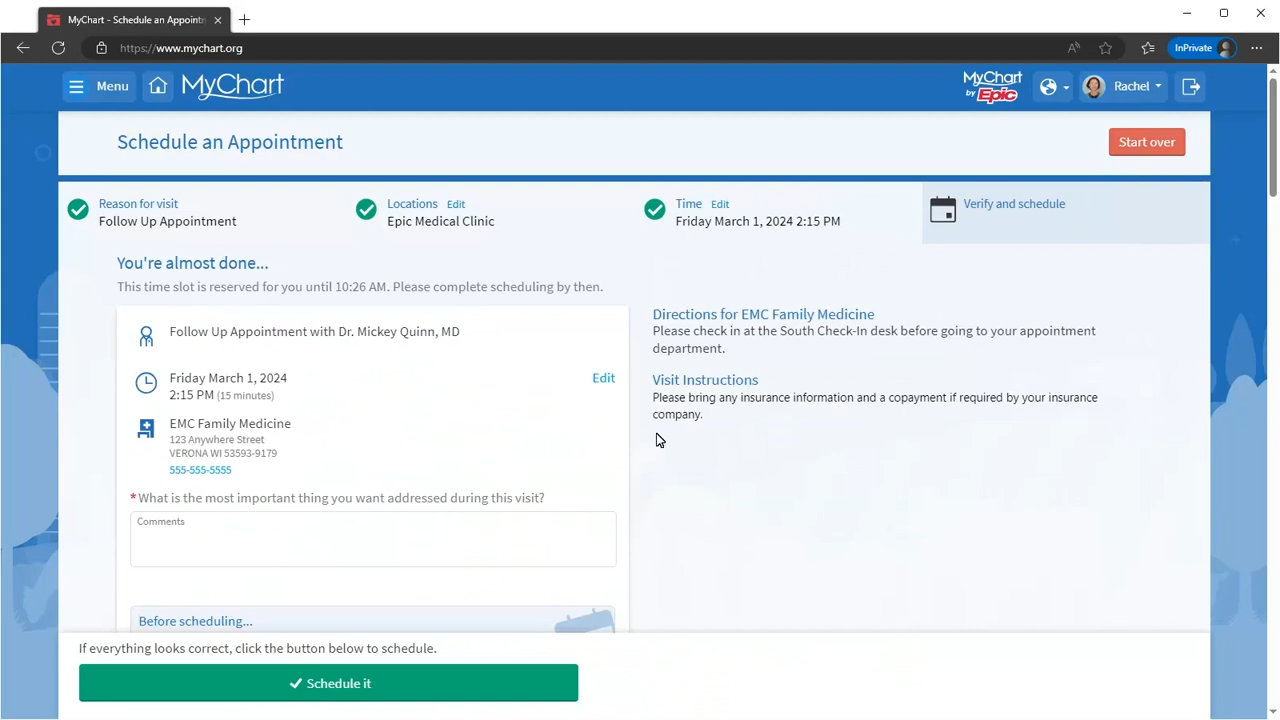 MyChart - Schedule an Appointm
https://www.mychart.org
InPrivate
Menu
MyChart
MyChart
by Epic
Rachel
Schedule an Appointment
Start over
Reason for visit
Follow Up Appointment
Locations Edit
Epic Medical Clinic
Time Edit
Friday March 1, 2024 2:15 PM
Verify and schedule
You're almost done...
This time slot is reserved for you until 10:26 AM. Please complete scheduling by then.
Follow Up Appointment with Dr. Mickey Quinn, MD
Friday March 1, 2024
2:15 PM (15 minutes)
Edit
EMC Family Medicine
123 Anywhere Street
VERONA WI 53593-9179
555-555-5555
*What is the most important thing you want addressed during this visit?
Comments
Before scheduling...
Directions for EMC Family Medicine
Please check in at the South Check-In desk before going to your appointment
department.
Visit Instructions
Please bring any insurance information and a copayment if required by your insurance
company.
If everything looks correct, click the button below to schedule.
Schedule it